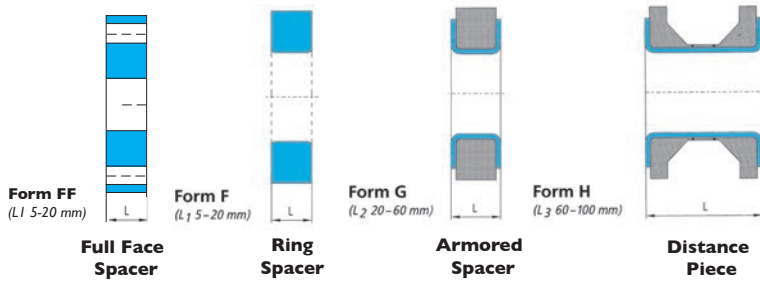 Form FF
(L1 5-20 mm)
L
Full Face
Spacer
Form F
(L1 5–20 mm)
L
Ring
Spacer
Form G
(L2 20–60 mm)
L
Armored
Spacer
Form H
(L3 60–100 mm)
L
Distance
Piece